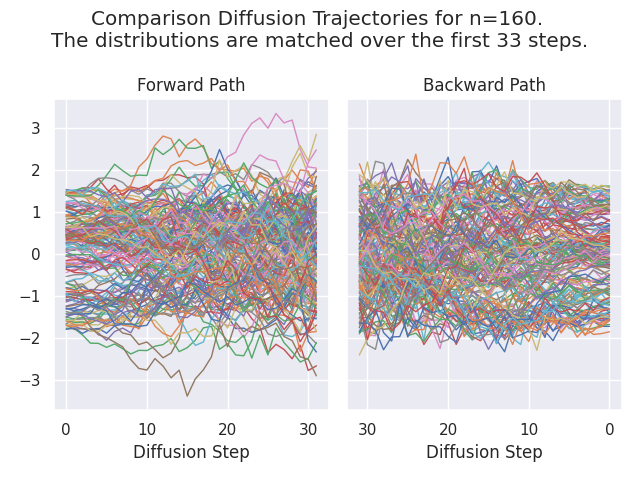 Comparison Diffusion Trajectories for n=160.
The distributions are matched over the first 33 steps.
Forward Path
Backward Path
3
2
1
0
−1
−2
−3
0 10 20 30
30 20 10 0
Diffusion Step
Diffusion Step